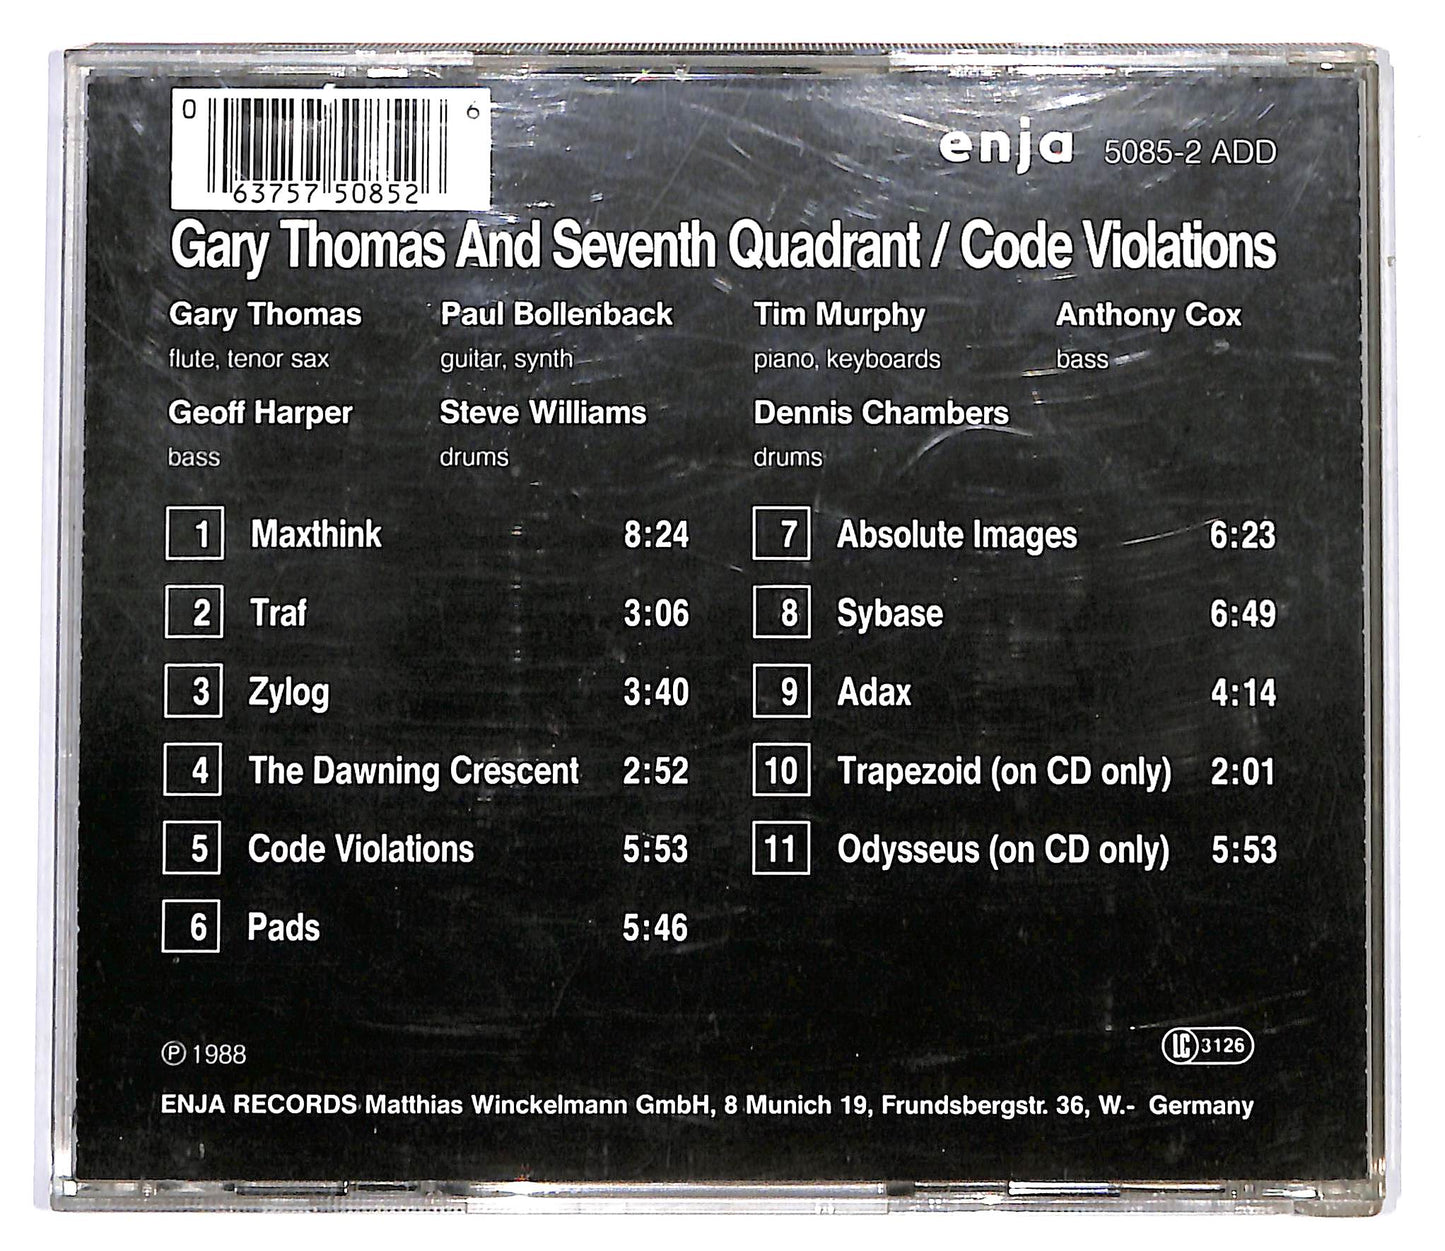 0 63757 50852 6
enja 5085-2 ADD
Gary Thomas And Seventh Quadrant / Code Violations
Gary Thomas Paul Bollenback Tim Murphy Anthony Cox
flute, tenor sax guitar, synth piano, keyboards bass
Geoff Harper Steve Williams Dennis Chambers
bass drums drums
1 Maxthink 8:24
2 Traf 3:06
3 Zylog 3:40
4 The Dawning Crescent 2:52
5 Code Violations 5:53
6 Pads 5:46
7 Absolute Images 6:23
8 Sybase 6:49
9 Adax 4:14
10 Trapezoid (on CD only) 2:01
11 Odysseus (on CD only) 5:53
℗ 1988
LC 3126
ENJA RECORDS Matthias Winckelmann GmbH, 8 Munich 19, Frundsbergstr. 36, W.- Germany